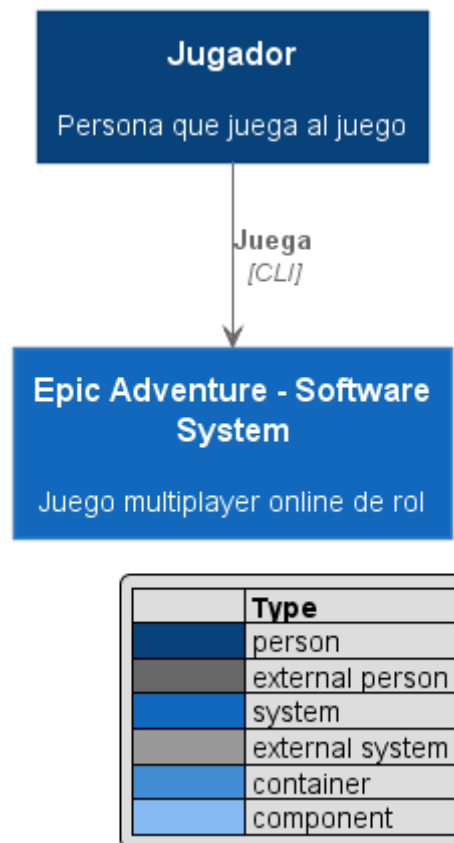 Jugador
Persona que juega al juego
Juega
[CLI]
Epic Adventure - Software
System
Juego multiplayer online de rol
Type
person
external person
system
external system
container
component